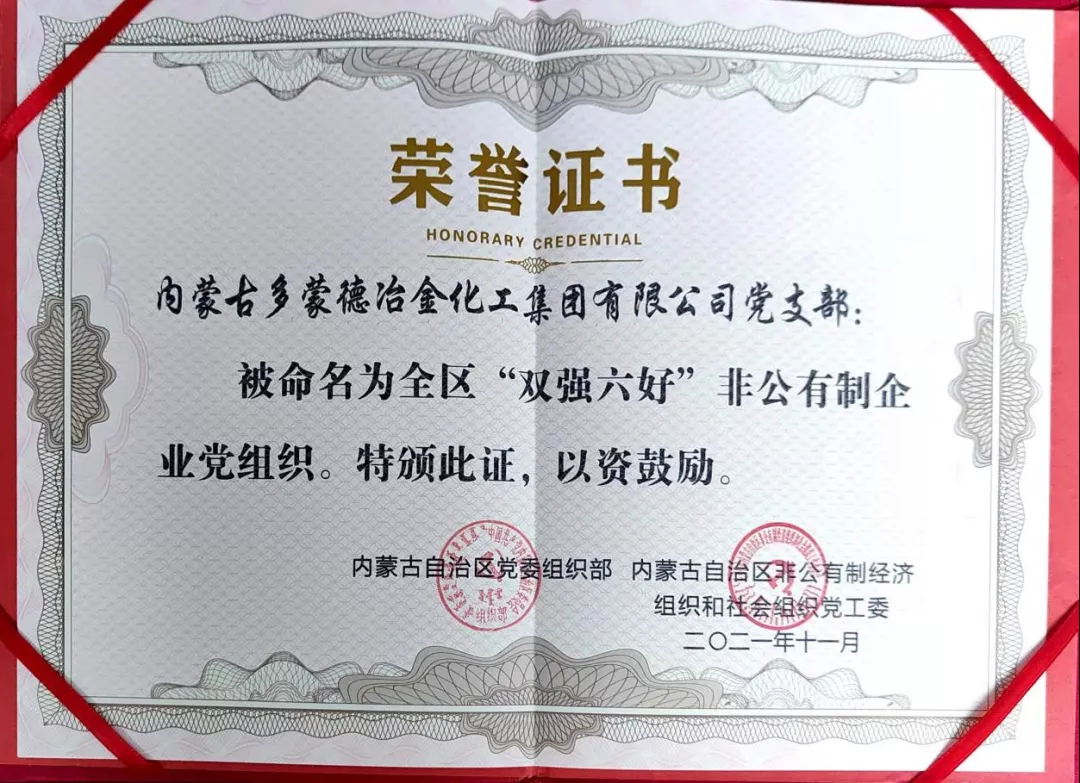 荣誉证书
HONORARY CREDENTIAL
内蒙古多蒙德冶金化工集团有限公司党支部：
被命名为全区“双强六好”非公有制企
业党组织。特颁此证，以资鼓励。
内蒙古自治区党委组织部 内蒙古自治区非公有制经济
组织和社会组织党工委
二〇二一年十一月
组织部